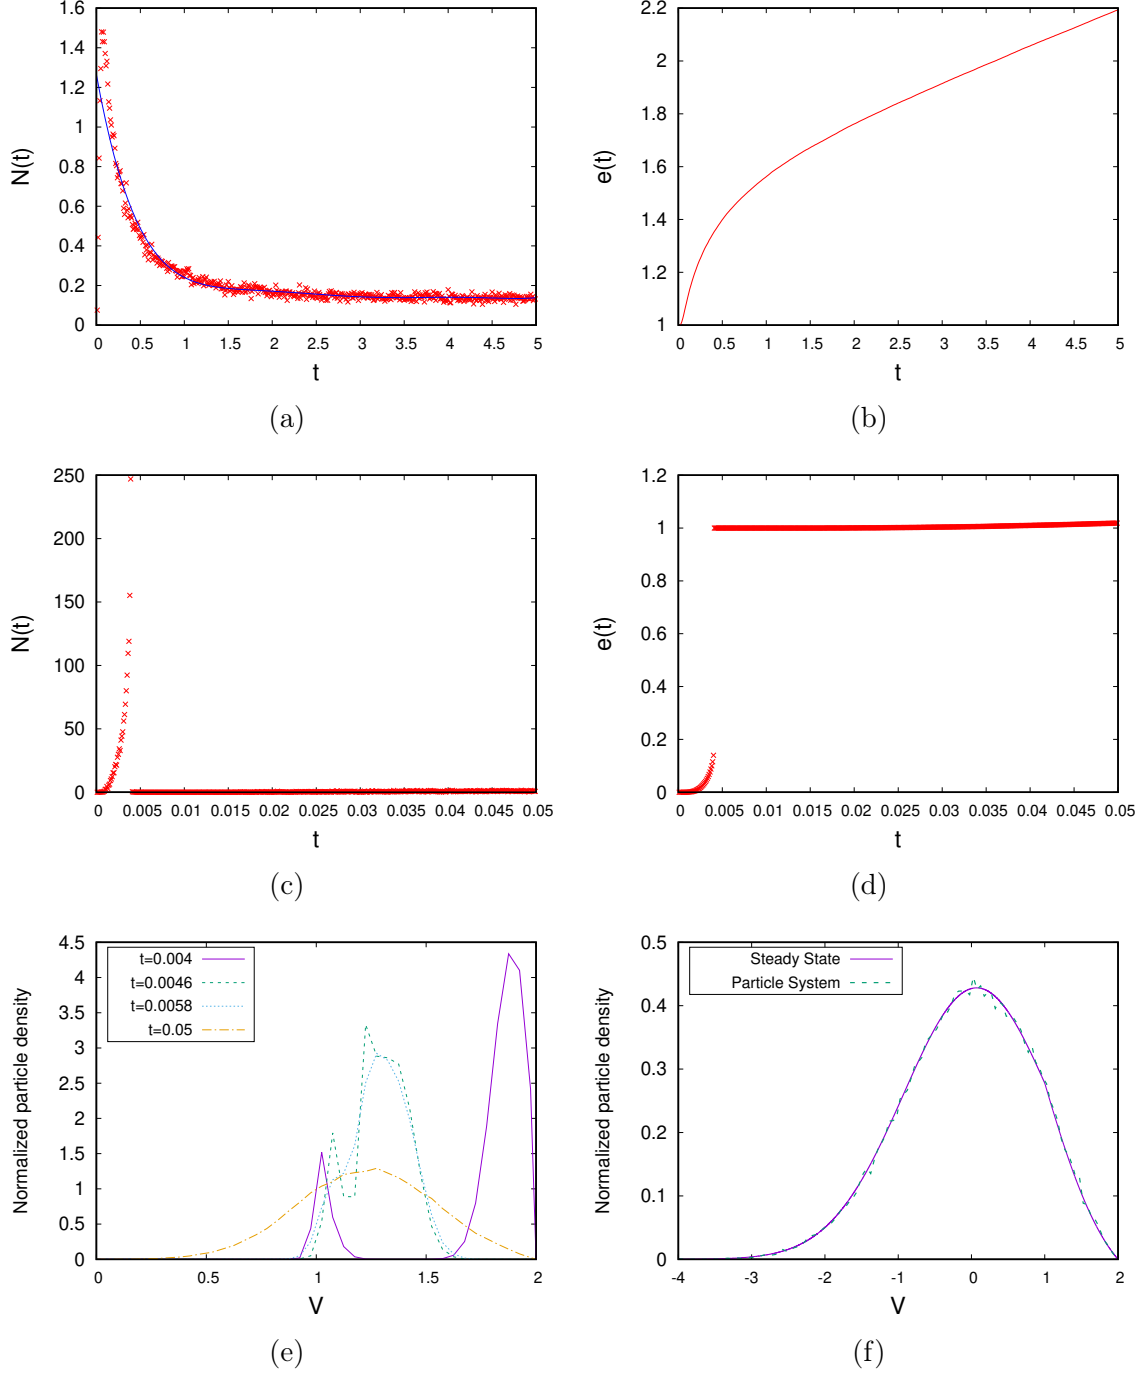 1.6
1.4
1.2
1
0.8
0.6
0.4
0.2
0
N(t)
0 0.5 1 1.5 2 2.5 3 3.5 4 4.5 5
t
(a)
2.2
2
1.8
1.6
1.4
1.2
1
e(t)
0 0.5 1 1.5 2 2.5 3 3.5 4 4.5 5
t
(b)
250
200
150
100
50
0
N(t)
0 0.005 0.01 0.015 0.02 0.025 0.03 0.035 0.04 0.045 0.05
t
(c)
1.2
1
0.8
0.6
0.4
0.2
0
e(t)
0 0.005 0.01 0.015 0.02 0.025 0.03 0.035 0.04 0.045 0.05
t
(d)
4.5
4
3.5
3
2.5
2
1.5
1
0.5
0
Normalized particle density
t=0.004
t=0.0046
t=0.0058
t=0.05
0 0.5 1 1.5 2
V
(e)
0.5
0.4
0.3
0.2
0.1
0
Normalized particle density
Steady State
Particle System
-4 -3 -2 -1 0 1 2
V
(f)